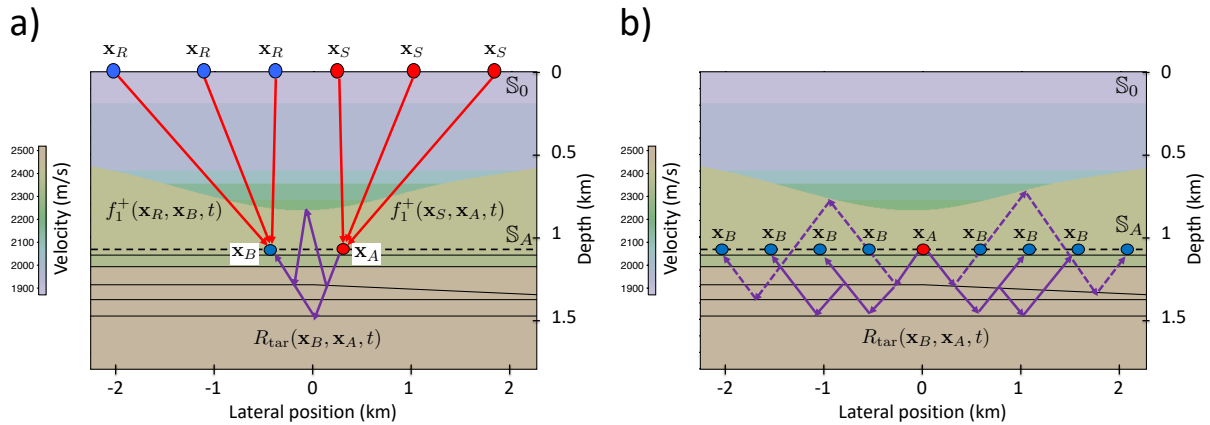 a)
b)
𝐱_R 𝐱_R 𝐱_R 𝐱_S 𝐱_S 𝐱_S
𝕊_0
𝕊_0
0
0
0.5
0.5
2500
2400
2300
2200
2100
2000
1900
Velocity (m/s)
2500
2400
2300
2200
2100
2000
1900
Velocity (m/s)
f_1^+(𝐱_R, 𝐱_B, t)
f_1^+(𝐱_S, 𝐱_A, t)
𝕊_A
𝕊_A
1
1
Depth (km)
Depth (km)
𝐱_B
𝐱_A
𝐱_B 𝐱_B 𝐱_B 𝐱_B 𝐱_A 𝐱_B 𝐱_B 𝐱_B 𝐱_B
1.5
1.5
R_tar(𝐱_B, 𝐱_A, t)
R_tar(𝐱_B, 𝐱_A, t)
-2 -1 0 1 2
-2 -1 0 1 2
Lateral position (km)
Lateral position (km)